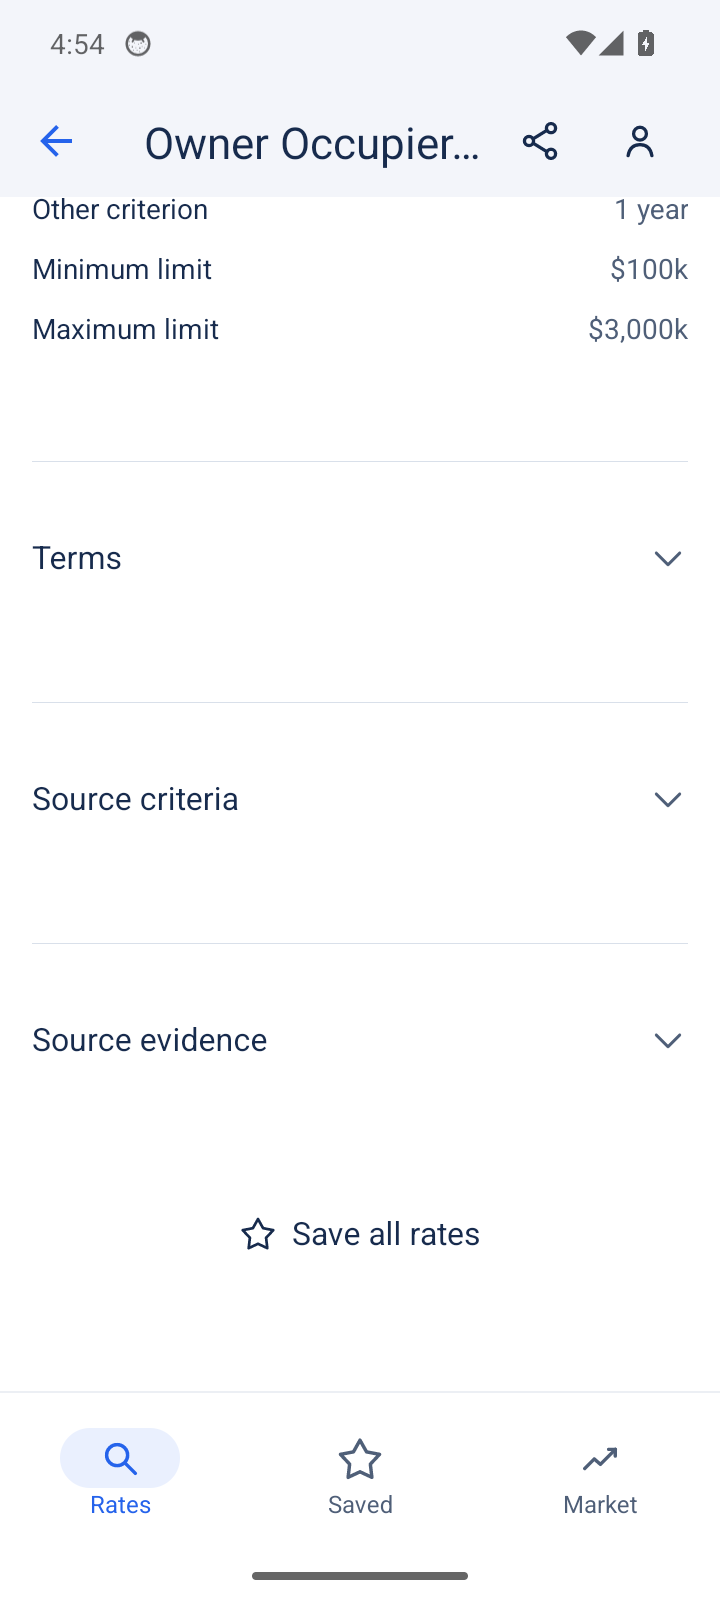 4:54
Owner Occupier...
Other criterion 1 year
Minimum limit $100k
Maximum limit $3,000k
Terms
Source criteria
Source evidence
Save all rates
Rates Saved Market